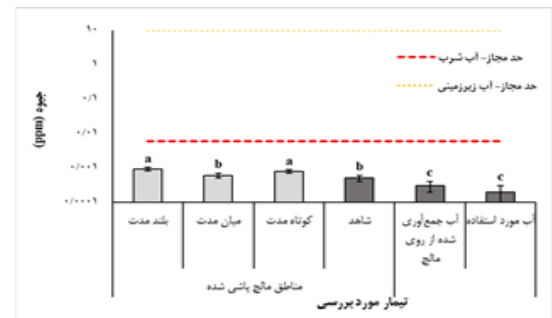 جیوه (ppm)
۱۰
۱
۰/۱
۰/۰۱
۰/۰۰۱
۰/۰۰۰۱
حد مجاز- آب شرب
حد مجاز- آب زیرزمینی
a
b
a
b
c
c
بلند مدت
میان مدت
کوتاه مدت
شاهد
آب جمع‌آوری
شده از روی
مالچ
آب مورد استفاده
مناطق مالچ پاشی شده
تیمار مورد بررسی